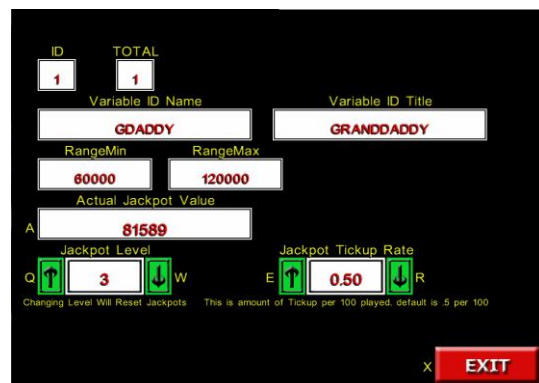 ID TOTAL
1 1
Variable ID Name Variable ID Title
GDADDY GRANDDADDY
RangeMin RangeMax
60000 120000
Actual Jackpot Value
A 81589
Jackpot Level Jackpot Tickup Rate
Q 3 W E 0.50 R
Changing Level Will Reset Jackpots This is amount of Tickup per 100 played. default is .5 per 100
X EXIT